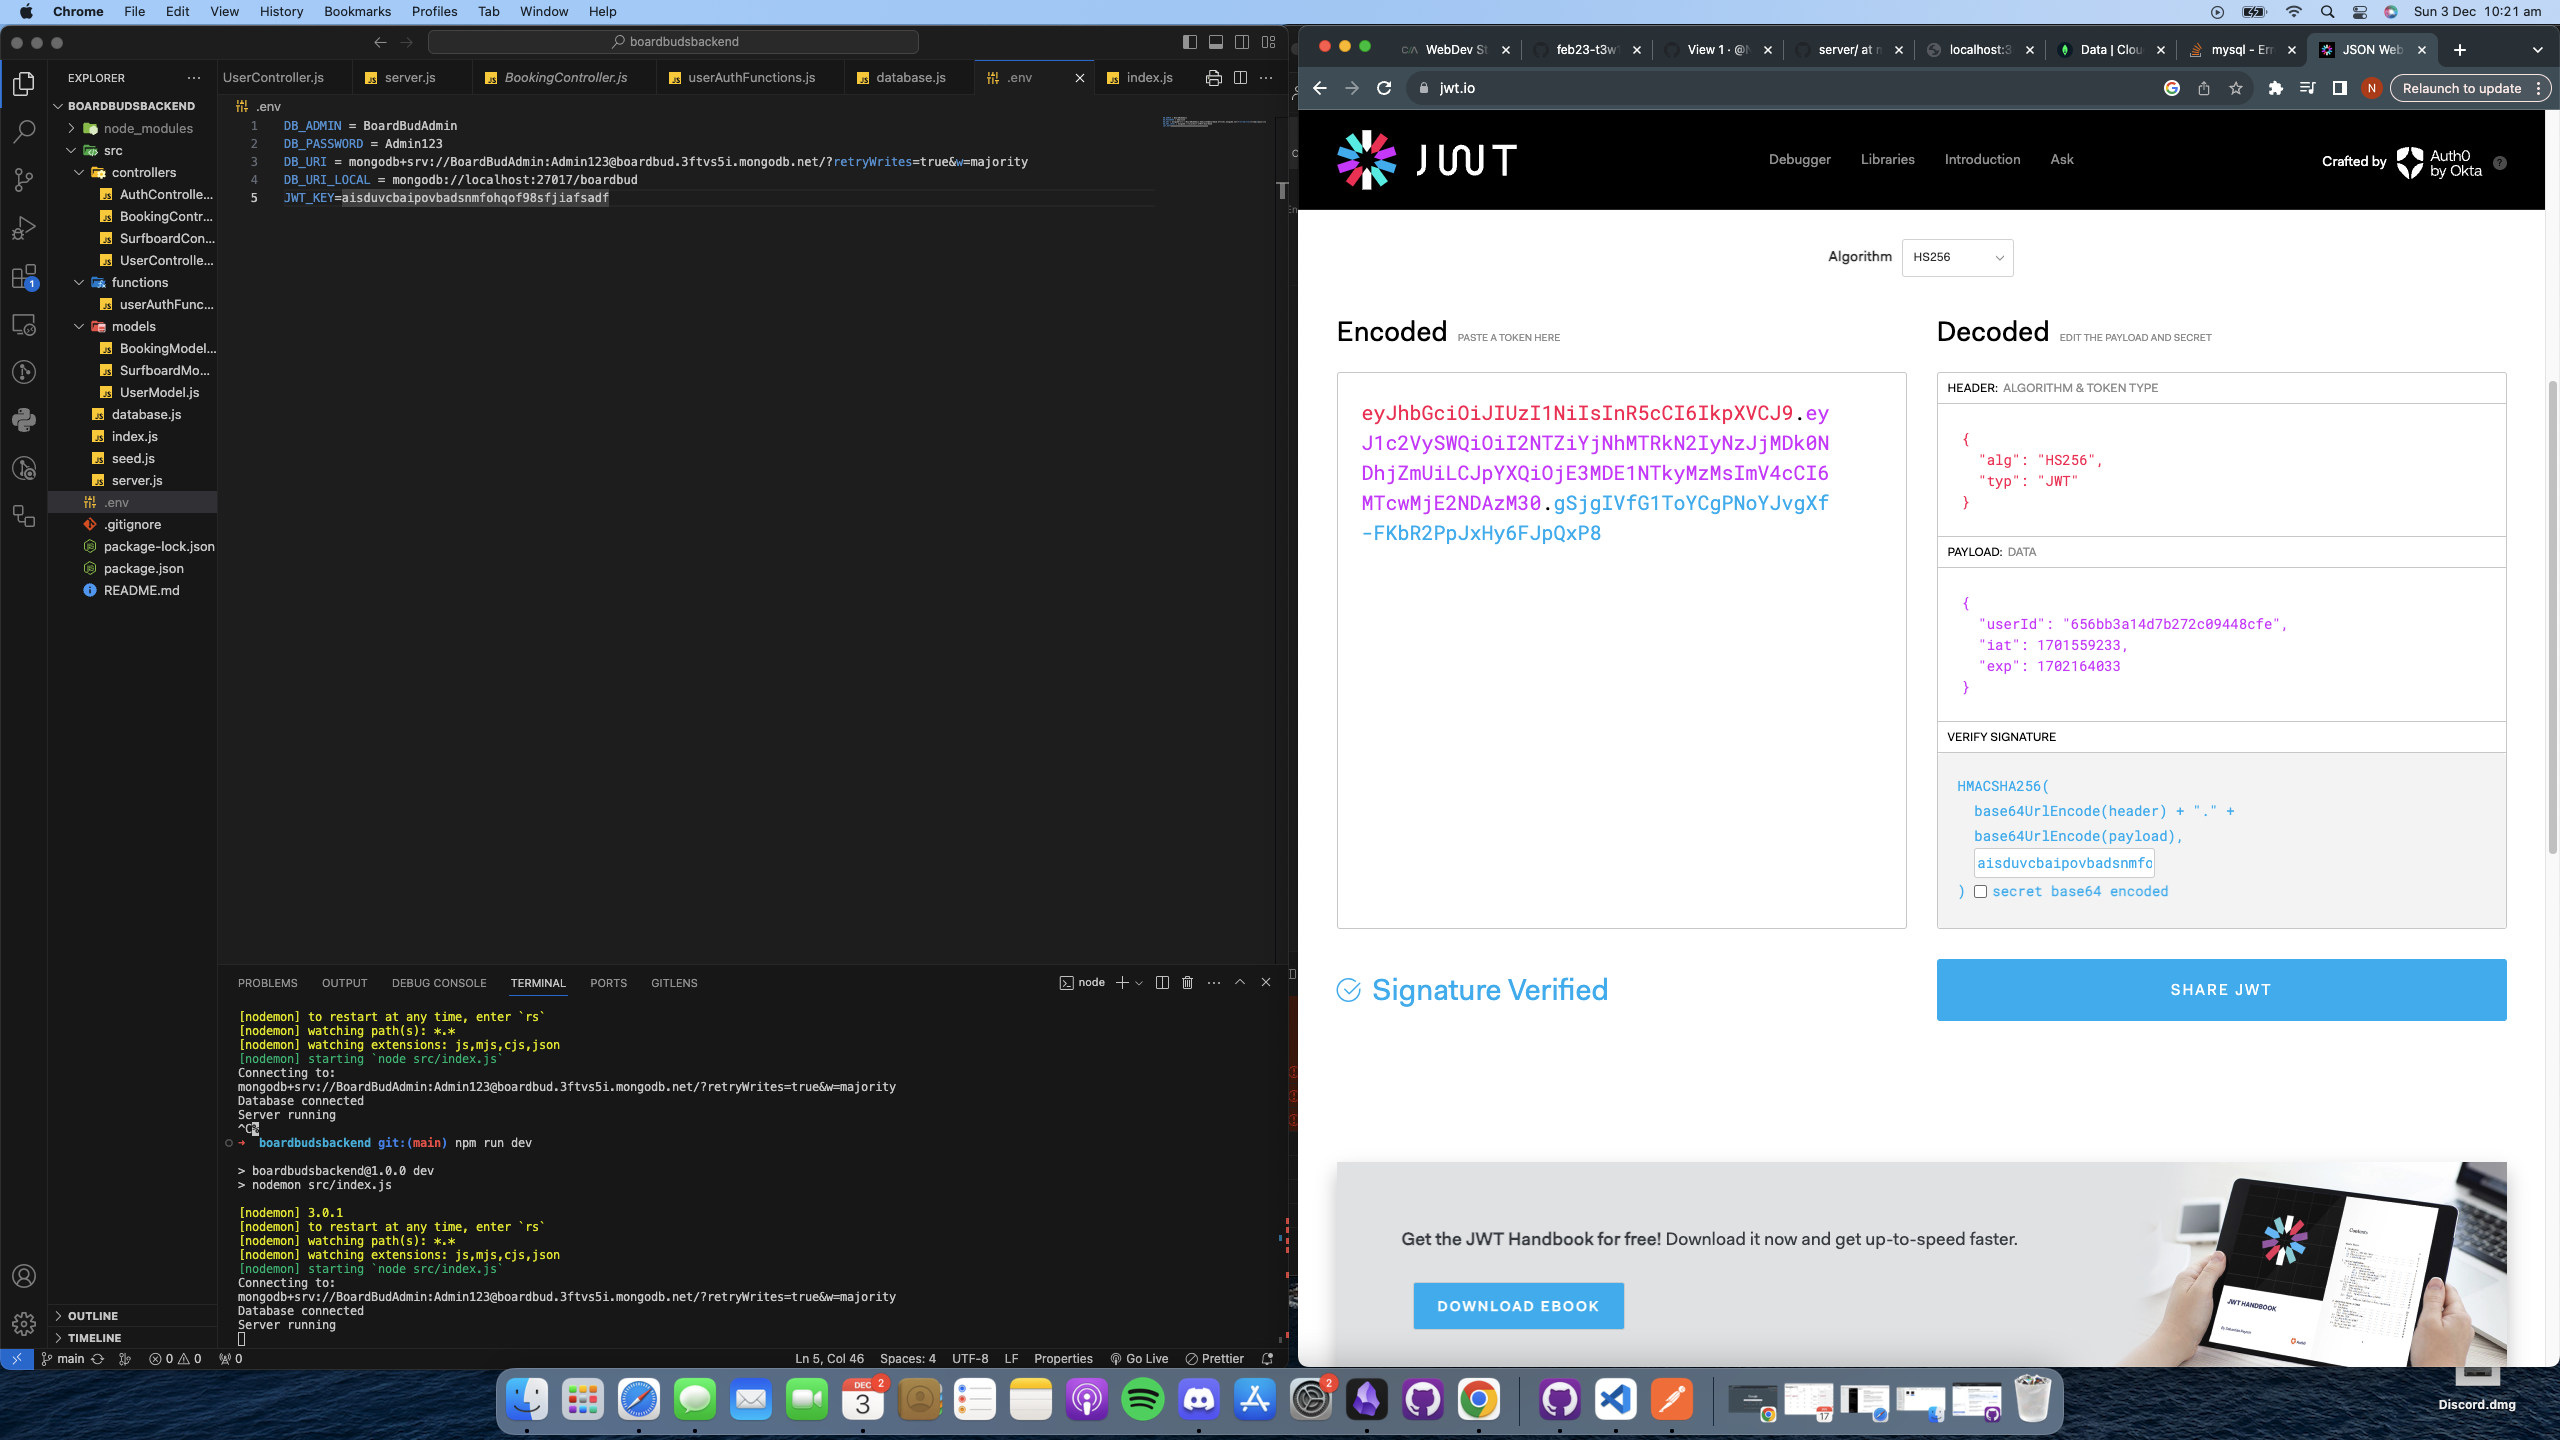 Chrome File Edit View History Bookmarks Profiles Tab Window Help
Sun 3 Dec 10:21 am
boardbudsbackend
EXPLORER
UserController.js server.js BookingController.js userAuthFunctions.js database.js .env index.js
BOARDBUDSBACKEND
node_modules
src
controllers
AuthControlle...
BookingContr...
SurfboardCon...
UserControlle...
functions
userAuthFunc...
models
BookingModel...
SurfboardMo...
UserModel.js
database.js
index.js
seed.js
server.js
.env
.gitignore
package-lock.json
package.json
README.md
OUTLINE
TIMELINE
.env
1 DB_ADMIN = BoardBudAdmin
2 DB_PASSWORD = Admin123
3 DB_URI = mongodb+srv://BoardBudAdmin:Admin123@boardbud.3ftvs5i.mongodb.net/?retryWrites=true&w=majority
4 DB_URI_LOCAL = mongodb://localhost:27017/boardbud
5 JWT_KEY=aisduvcbaipovbadsnmfohqof98sfjiafsadf
PROBLEMS OUTPUT DEBUG CONSOLE TERMINAL PORTS GITLENS
node
[nodemon] to restart at any time, enter `rs`
[nodemon] watching path(s): *.*
[nodemon] watching extensions: js,mjs,cjs,json
[nodemon] starting `node src/index.js`
Connecting to:
mongodb+srv://BoardBudAdmin:Admin123@boardbud.3ftvs5i.mongodb.net/?retryWrites=true&w=majority
Database connected
Server running
^C%
➜ boardbudsbackend git:(main) npm run dev
> boardbudsbackend@1.0.0 dev
> nodemon src/index.js
[nodemon] 3.0.1
[nodemon] to restart at any time, enter `rs`
[nodemon] watching path(s): *.*
[nodemon] watching extensions: js,mjs,cjs,json
[nodemon] starting `node src/index.js`
Connecting to:
mongodb+srv://BoardBudAdmin:Admin123@boardbud.3ftvs5i.mongodb.net/?retryWrites=true&w=majority
Database connected
Server running
main 0 0 0
Ln 5, Col 46 Spaces: 4 UTF-8 LF Properties Go Live Prettier
WebDev St feb23-t3w1 View 1 · @N server/ at m localhost:3 Data | Clou mysql - Err JSON Web
jwt.io
N
Relaunch to update
JWT
Debugger Libraries Introduction Ask
Crafted by Auth0 by Okta
Algorithm HS256
Encoded PASTE A TOKEN HERE
eyJhbGciOiJIUzI1NiIsInR5cCI6IkpXVCJ9.ey
J1c2VySWQiOiI2NTZiYjNhMTRkN2IyNzJjMDk0N
DhjZmUiLCJpYXQiOjE3MDE1NTkyMzMsImV4cCI6
MTcwMjE2NDAzM30.gSjgIVfG1ToYCgPNoYJvgXf
-FKbR2PpJxHy6FJpQxP8
Decoded EDIT THE PAYLOAD AND SECRET
HEADER: ALGORITHM & TOKEN TYPE
{
"alg": "HS256",
"typ": "JWT"
}
PAYLOAD: DATA
{
"userId": "656bb3a14d7b272c09448cfe",
"iat": 1701559233,
"exp": 1702164033
}
VERIFY SIGNATURE
HMACSHA256(
base64UrlEncode(header) + "." +
base64UrlEncode(payload),
aisduvcbaipovbadsnmfo
) secret base64 encoded
Signature Verified
SHARE JWT
Get the JWT Handbook for free! Download it now and get up-to-speed faster.
DOWNLOAD EBOOK
JWT HANDBOOK
Contents
DEC 2
3
2
17
Discord.dmg